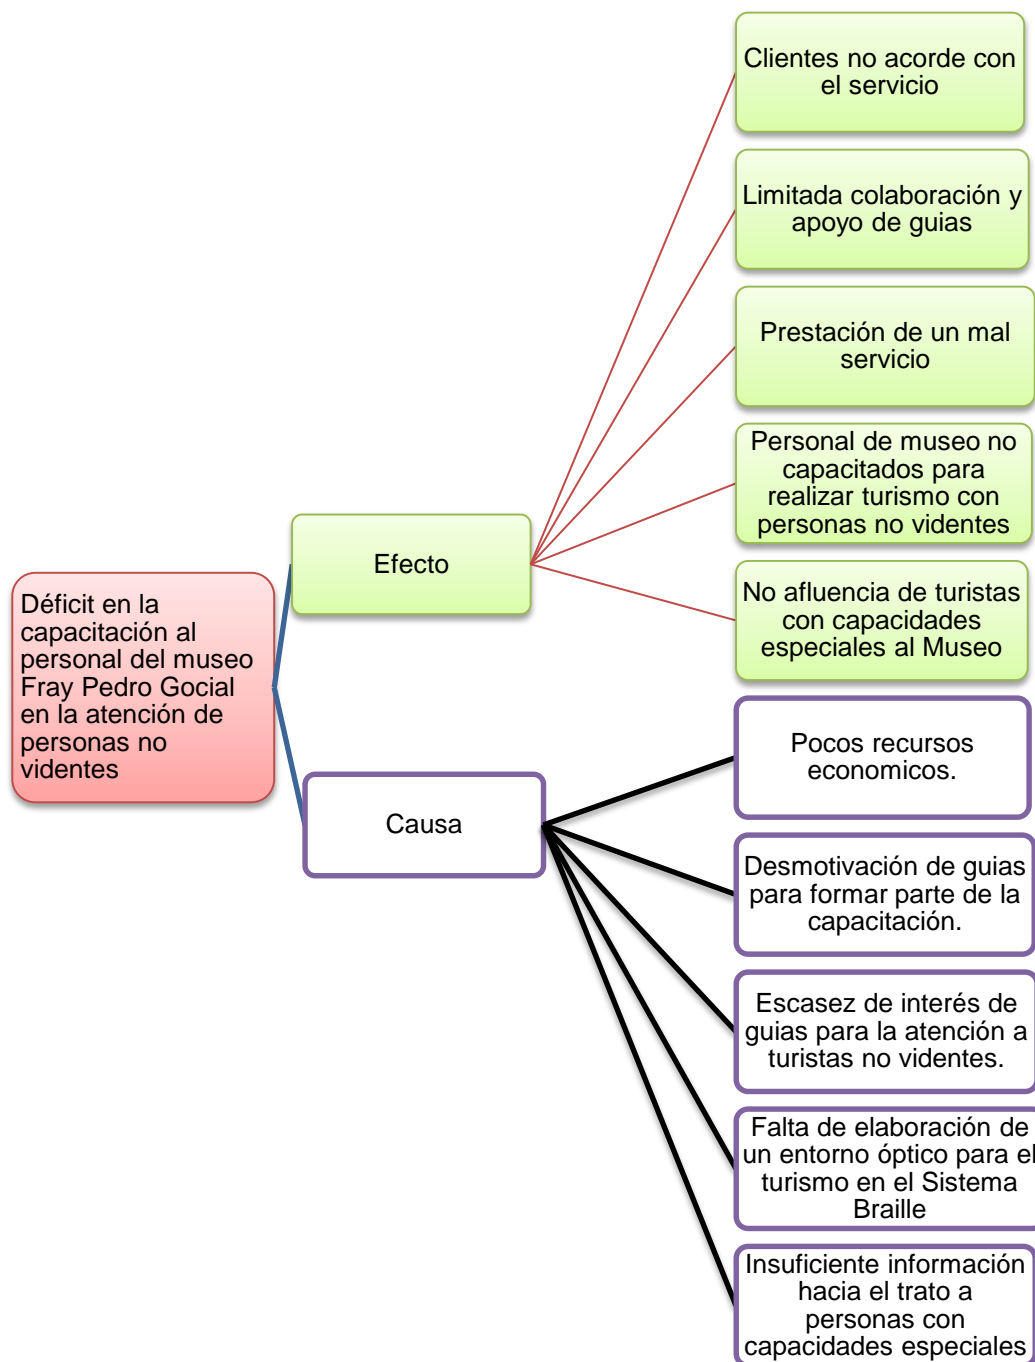 Déficit en la
capacitación al
personal del museo
Fray Pedro Gocial
en la atención de
personas no
videntes
Efecto
Clientes no acorde con
el servicio
Limitada colaboración y
apoyo de guias
Prestación de un mal
servicio
Personal de museo no
capacitados para
realizar turismo con
personas no videntes
No afluencia de turistas
con capacidades
especiales al Museo
Causa
Pocos recursos
economicos.
Desmotivación de guias
para formar parte de la
capacitación.
Escasez de interés de
guias para la atención a
turistas no videntes.
Falta de elaboración de
un entorno óptico para el
turismo en el Sistema
Braille
Insuficiente información
hacia el trato a
personas con
capacidades especiales